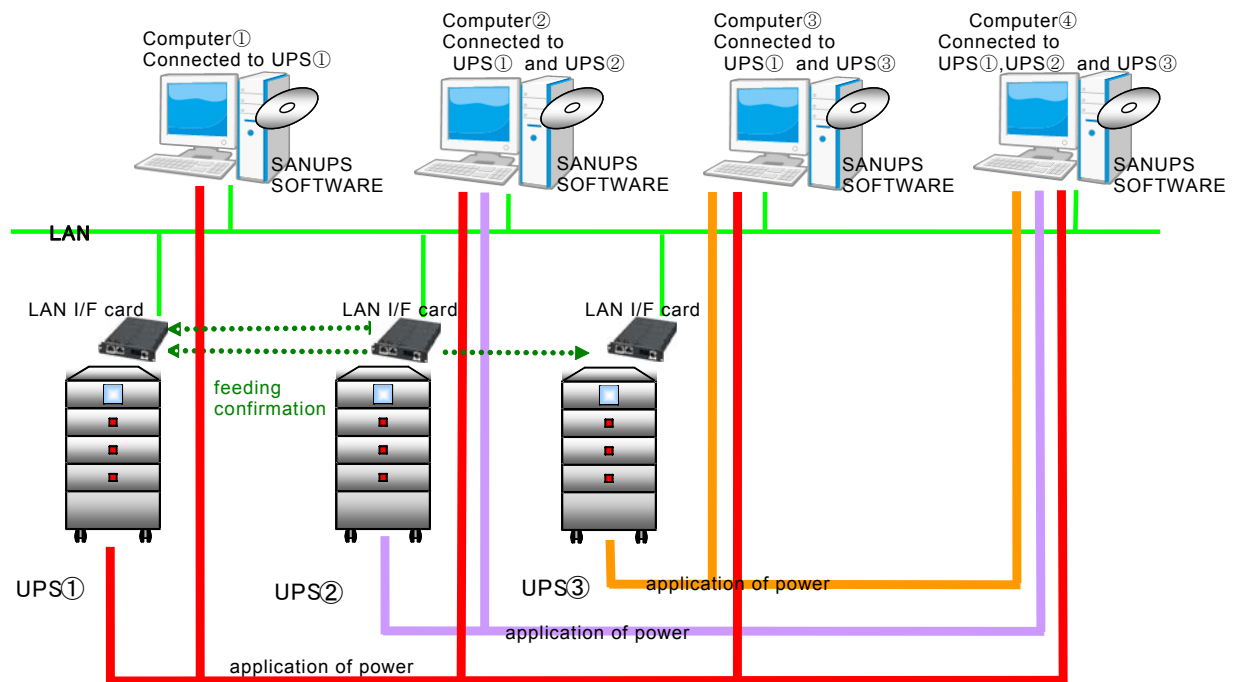 Computer①
Connected to UPS①
Computer②
Connected to
UPS① and UPS②
Computer③
Connected to
UPS① and UPS③
Computer④
Connected to
UPS①,UPS② and UPS③
SANUPS
SOFTWARE
SANUPS
SOFTWARE
SANUPS
SOFTWARE
SANUPS
SOFTWARE
LAN
LAN I/F card
LAN I/F card
LAN I/F card
feeding
confirmation
UPS①
UPS②
UPS③
application of power
application of power
application of power